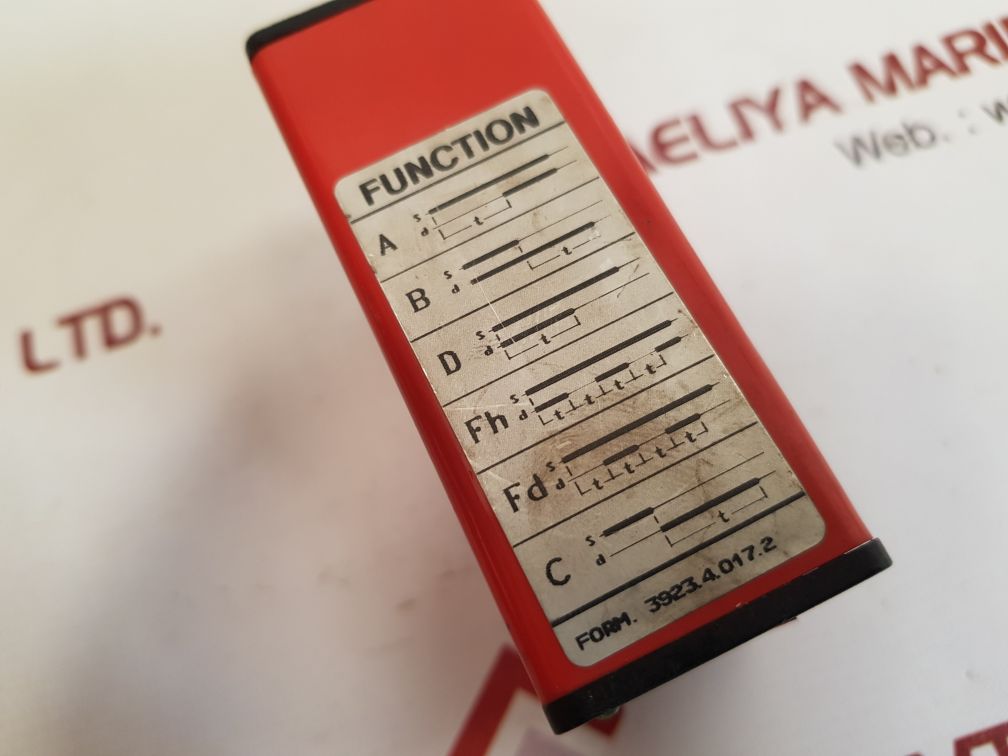 AELIYA MARI
Web. : w
LTD.
FUNCTION
A s d t
B s d t
D s d t
Fh s d t t t t
Fd s d t t t t
C s d t
FORM. 3923.4.017.2